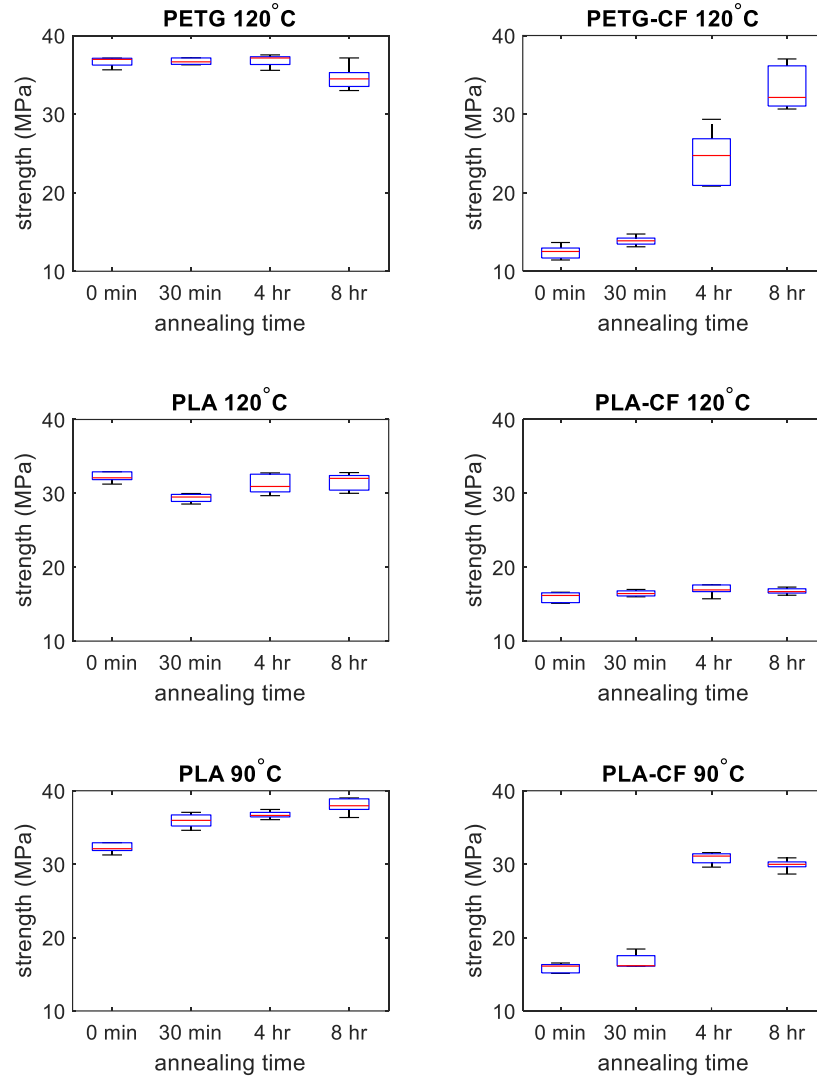 PETG 120°C
40
30
20
10
strength (MPa)
0 min 30 min 4 hr 8 hr
annealing time
PETG-CF 120°C
40
30
20
10
strength (MPa)
0 min 30 min 4 hr 8 hr
annealing time
PLA 120°C
40
30
20
10
strength (MPa)
0 min 30 min 4 hr 8 hr
annealing time
PLA-CF 120°C
40
30
20
10
strength (MPa)
0 min 30 min 4 hr 8 hr
annealing time
PLA 90°C
40
30
20
10
strength (MPa)
0 min 30 min 4 hr 8 hr
annealing time
PLA-CF 90°C
40
30
20
10
strength (MPa)
0 min 30 min 4 hr 8 hr
annealing time